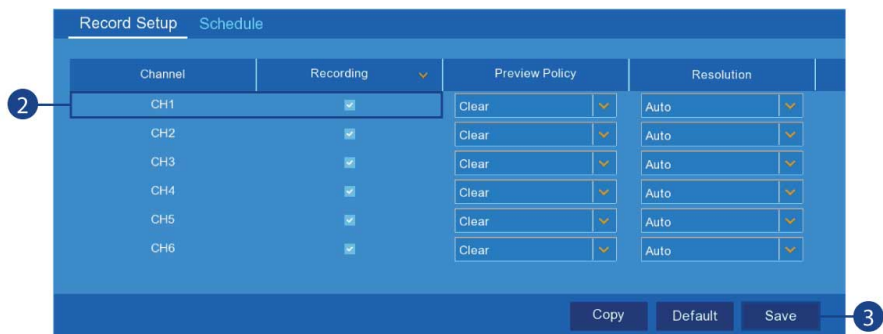 Record Setup Schedule
Channel Recording Preview Policy Resolution
2 CH1 Clear Auto
CH2 Clear Auto
CH3 Clear Auto
CH4 Clear Auto
CH5 Clear Auto
CH6 Clear Auto
Copy Default Save 3